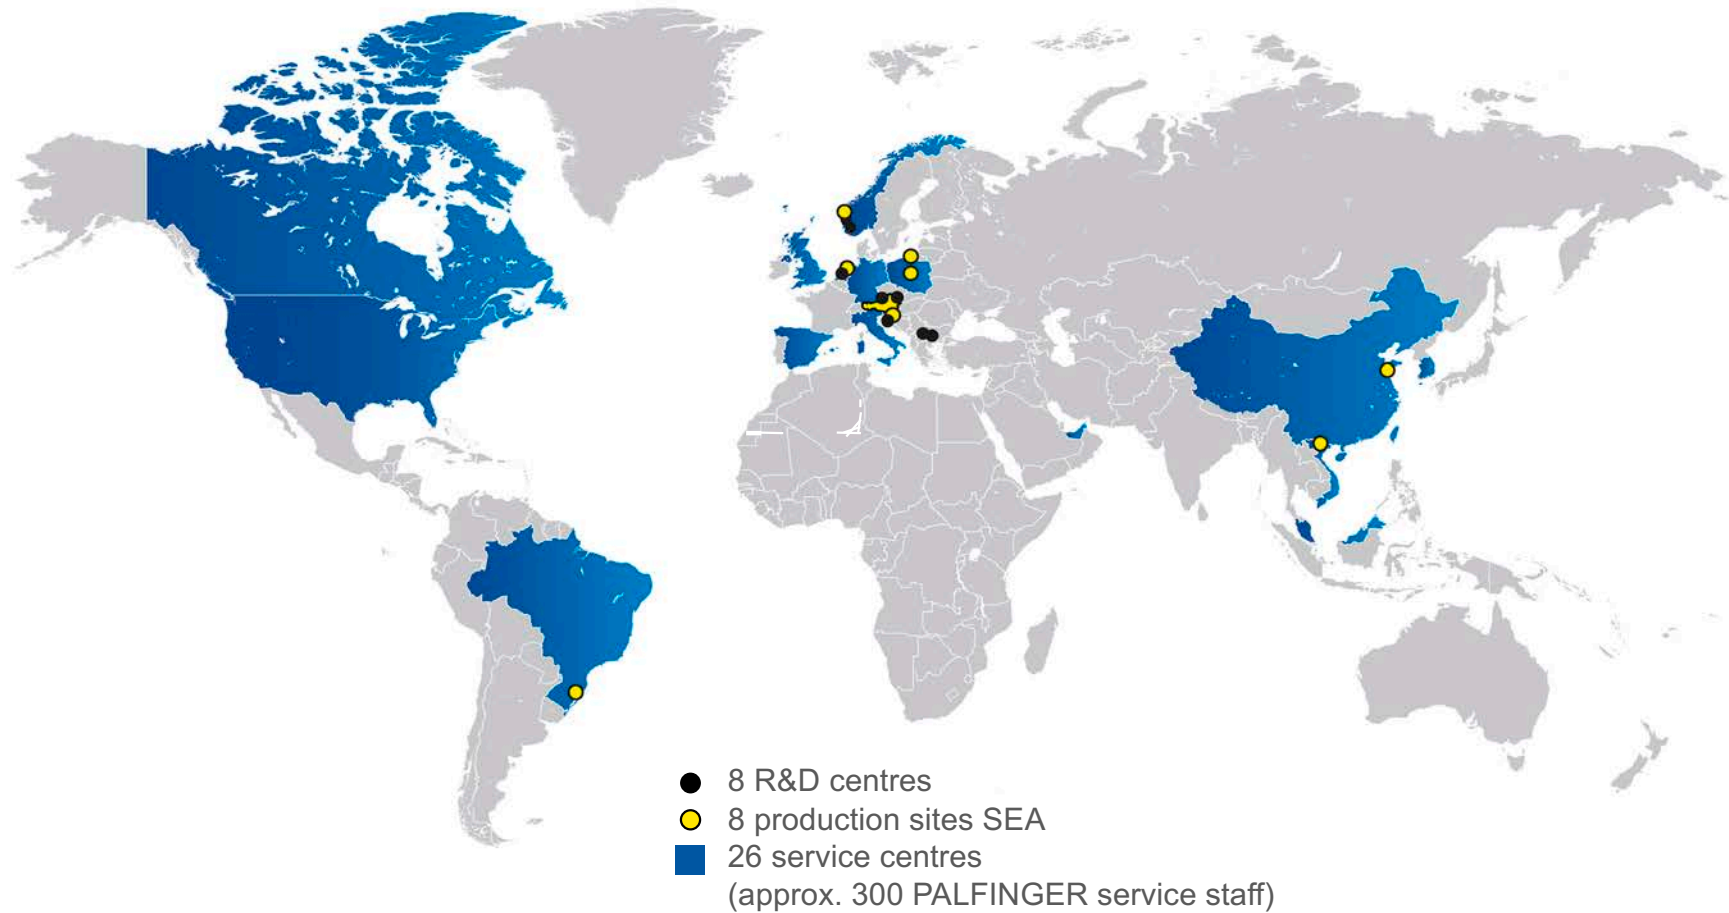 8 R&D centres
8 production sites SEA
26 service centres
(approx. 300 PALFINGER service staff)